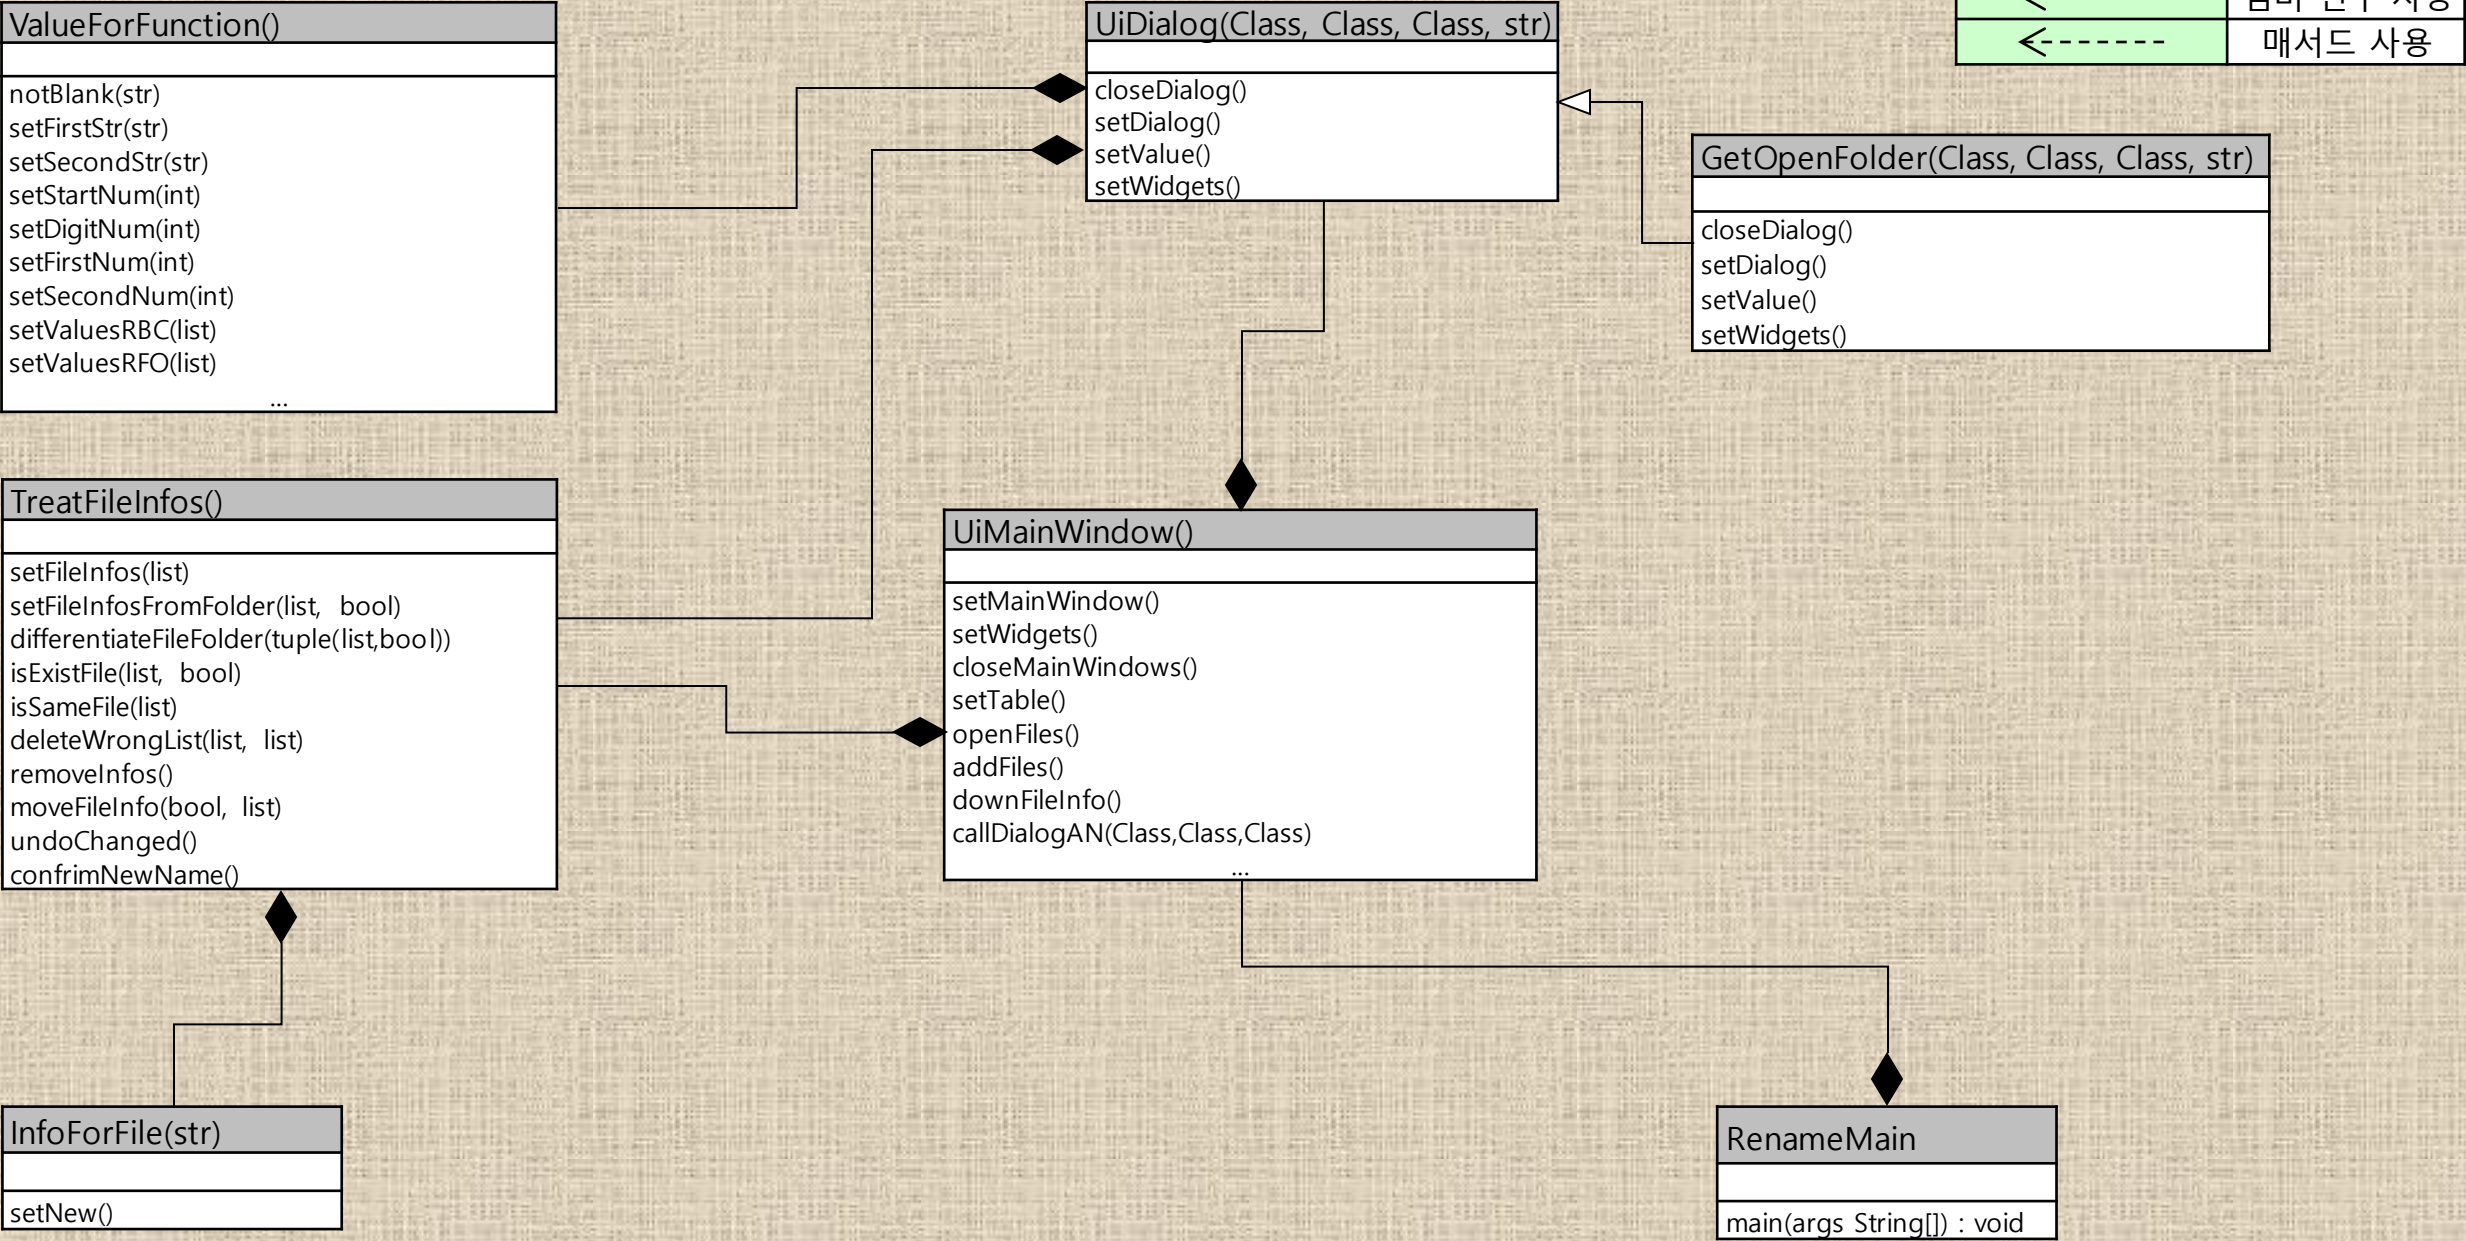 ValueForFunction()
notBlank(str)
setFirstStr(str)
setSecondStr(str)
setStartNum(int)
setDigitNum(int)
setFirstNum(int)
setSecondNum(int)
setValuesRBC(list)
setValuesRFO(list)
...
UiDialog(Class, Class, Class, str)
closeDialog()
setDialog()
setValue()
setWidgets()
사용
매서드 사용
GetOpenFolder(Class, Class, Class, str)
closeDialog()
setDialog()
setValue()
setWidgets()
TreatFileInfos()
setFileInfos(list)
setFileInfosFromFolder(list, bool)
differentiateFileFolder(tuple(list,bool))
isExistFile(list, bool)
isSameFile(list)
deleteWrongList(list, list)
removeInfos()
moveFileInfo(bool, list)
undoChanged()
confrimNewName()
UiMainWindow()
setMainWindow()
setWidgets()
closeMainWindows()
setTable()
openFiles()
addFiles()
downFileInfo()
callDialogAN(Class,Class,Class)
...
InfoForFile(str)
setNew()
RenameMain
main(args String[]) : void